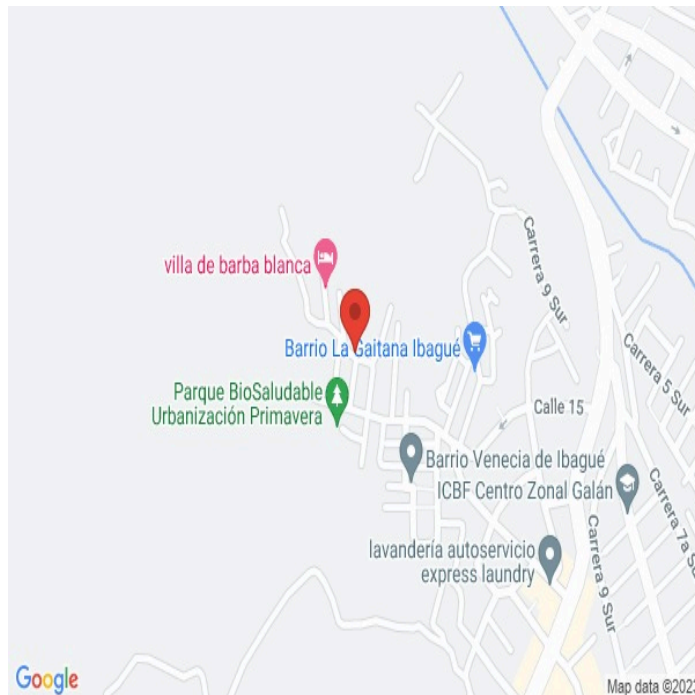 villa de barba blanca
Carrera 9 Sur
Barrio La Gaitana Ibagué
Carrera 5 Sur
Parque BioSaludable
Urbanización Primavera
Calle 15
Barrio Venecia de Ibagué
ICBF Centro Zonal Galán
Carrera 7a Su
lavandería autoservicio
express laundry
Carrera 9 Sur
Google
Map data ©2021